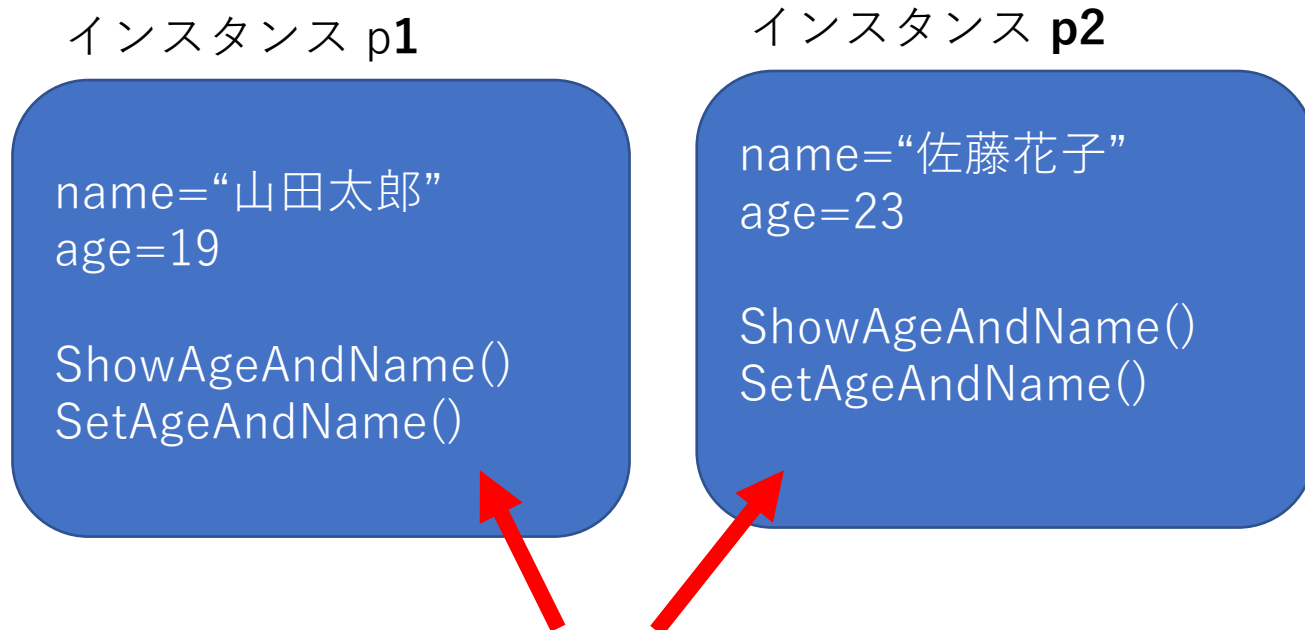 インスタンス p1
name=“山田太郎”
age=19
ShowAgeAndName()
SetAgeAndName()
インスタンス p2
name=“佐藤花子”
age=23
ShowAgeAndName()
SetAgeAndName()